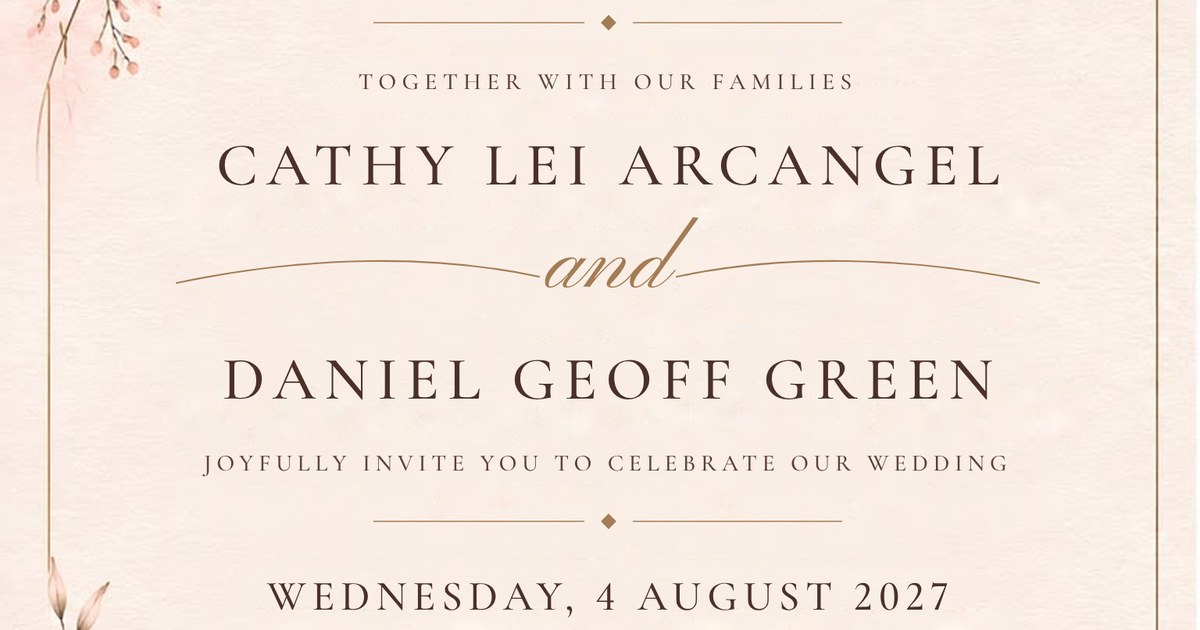 TOGETHER WITH OUR FAMILIES
CATHY LEI ARCANGEL
and
DANIEL GEOFF GREEN
JOYFULLY INVITE YOU TO CELEBRATE OUR WEDDING
WEDNESDAY, 4 AUGUST 2027